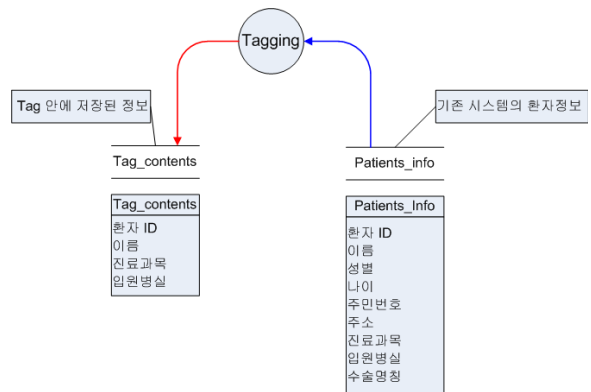 Tagging
Tag 안에 저장된 정보
기존 시스템의 환자정보
Tag_contents
Patients_info
Tag_contents
환자 ID
이름
진료과목
입원병실
Patients_Info
환자 ID
이름
성별
나이
주민번호
주소
진료과목
입원병실
수술명칭